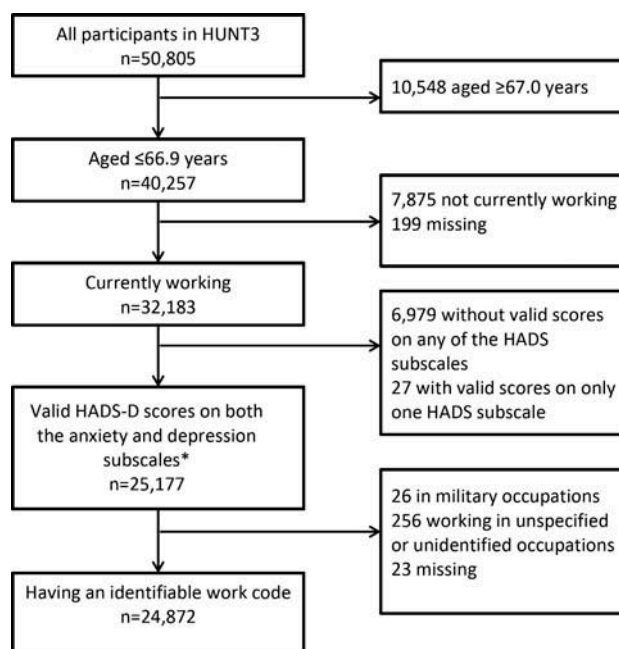 All participants in HUNT3
n=50,805
10,548 aged ≥67.0 years
Aged ≤66.9 years
n=40,257
7,875 not currently working
199 missing
Currently working
n=32,183
6,979 without valid scores
on any of the HADS
subscales
27 with valid scores on only
one HADS subscale
Valid HADS-D scores on both
the anxiety and depression
subscales*
n=25,177
26 in military occupations
256 working in unspecified
or unidentified occupations
23 missing
Having an identifiable work code
n=24,872